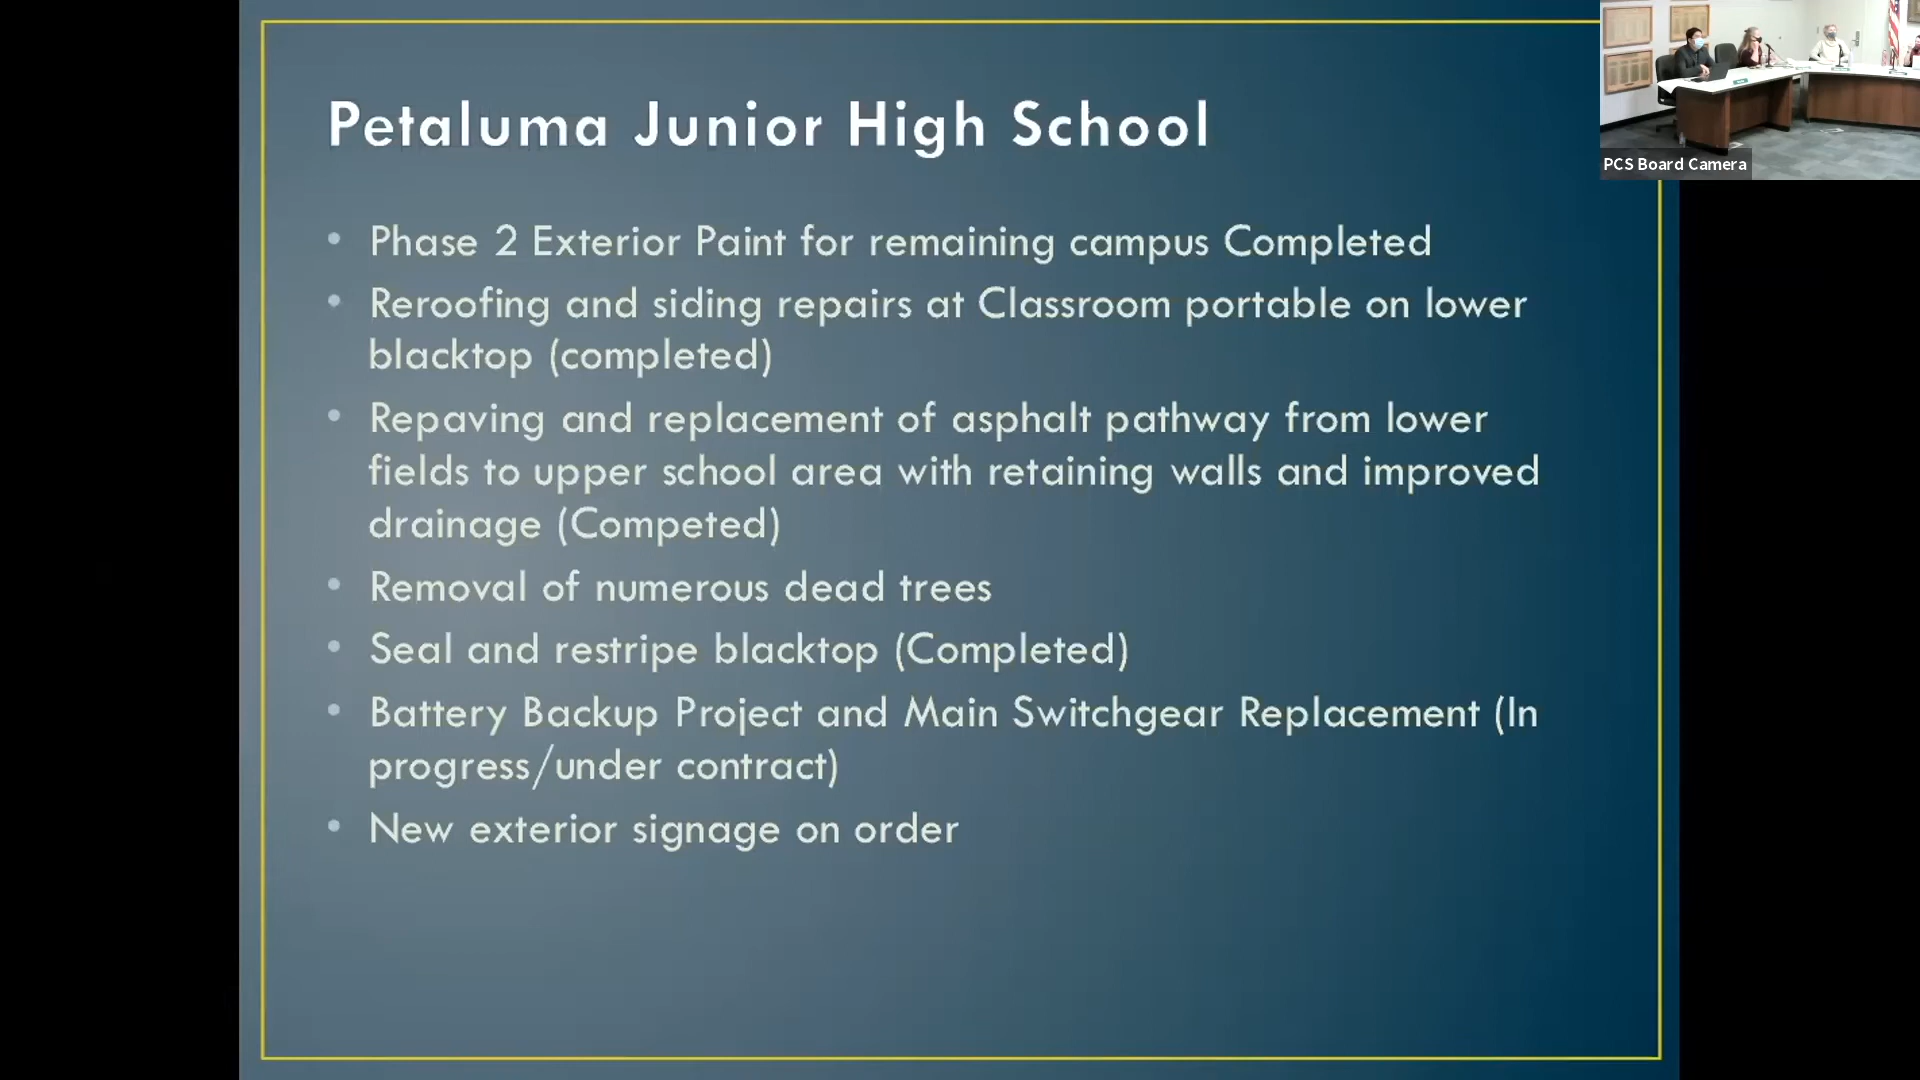 Petaluma Junior High School
PCS Board Camera
• Phase 2 Exterior Paint for remaining campus Completed
• Reroofing and siding repairs at Classroom portable on lower
blacktop (completed)
• Repaving and replacement of asphalt pathway from lower
fields to upper school area with retaining walls and improved
drainage (Competed)
• Removal of numerous dead trees
• Seal and restripe blacktop (Completed)
• Battery Backup Project and Main Switchgear Replacement (In
progress/under contract)
• New exterior signage on order